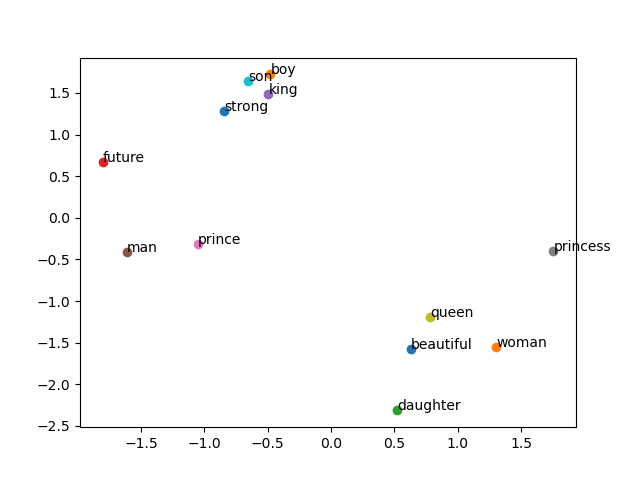 boy
son
king
strong
future
prince
man
princess
queen
beautiful
woman
daughter
1.5
1.0
0.5
0.0
−0.5
−1.0
−1.5
−2.0
−2.5
−1.5
−1.0
−0.5
0.0
0.5
1.0
1.5